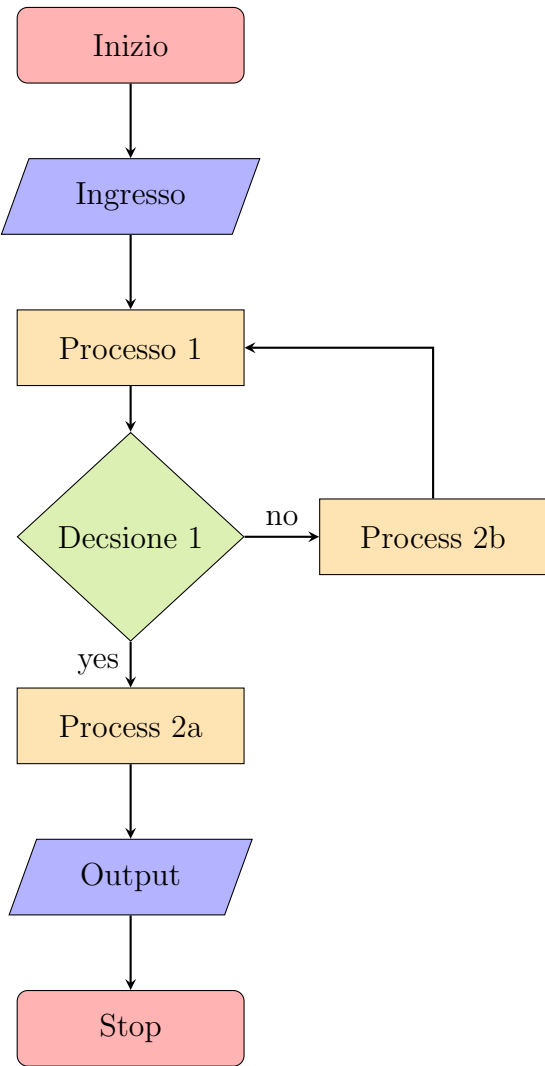 Inizio
Ingresso
Processo 1
Decsione 1
no
Process 2b
yes
Process 2a
Output
Stop